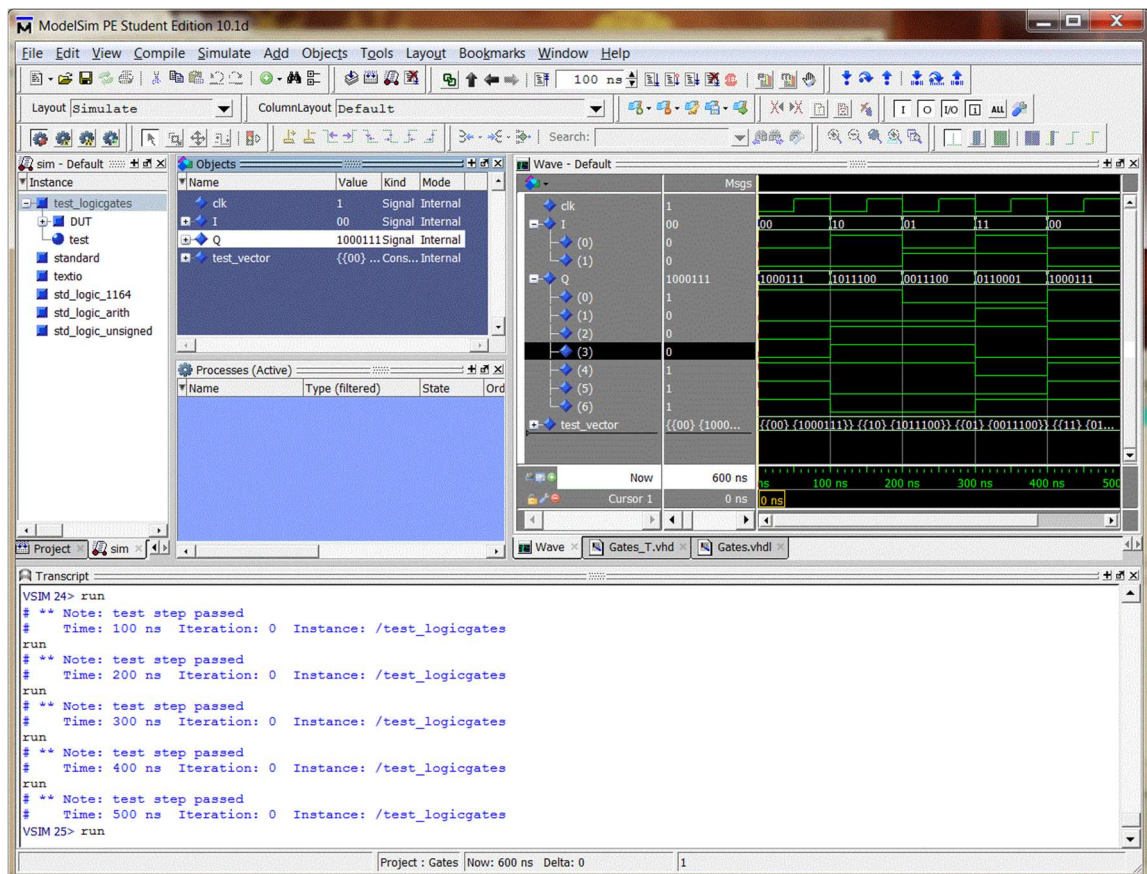 ModelSim PE Student Edition 10.1d
File Edit View Compile Simulate Add Objects Tools Layout Bookmarks Window Help
100 ns
Layout Simulate ColumnLayout Default
I O I/O ALL
Search:
sim - Default
Instance
test_logicgates
DUT
test
standard
textio
std_logic_1164
std_logic_arith
std_logic_unsigned
Project sim
Objects
Name Value Kind Mode
clk 1 Signal Internal
I 00 Signal Internal
Q 1000111 Signal Internal
test_vector {{00} ... Cons... Internal
Processes (Active)
Name Type (filtered) State Ord
Wave - Default
Msgs
clk 1
I 00 00 10 01 11 00
(0) 0
(1) 0
Q 1000111 1000111 1011100 0011100 0110001 1000111
(0) 1
(1) 0
(2) 0
(3) 0
(4) 1
(5) 1
(6) 1
test_vector {{00} {1000... {{00} {1000111}} {{10} {1011100}} {{01} {0011100}} {{11} {01...
Now 600 ns ns 100 ns 200 ns 300 ns 400 ns 500
Cursor 1 0 ns 0 ns
Wave Gates_T.vhd Gates.vhdl
Transcript
VSIM 24> run
# ** Note: test step passed
# Time: 100 ns Iteration: 0 Instance: /test_logicgates
run
# ** Note: test step passed
# Time: 200 ns Iteration: 0 Instance: /test_logicgates
run
# ** Note: test step passed
# Time: 300 ns Iteration: 0 Instance: /test_logicgates
run
# ** Note: test step passed
# Time: 400 ns Iteration: 0 Instance: /test_logicgates
run
# ** Note: test step passed
# Time: 500 ns Iteration: 0 Instance: /test_logicgates
VSIM 25> run
Project : Gates Now: 600 ns Delta: 0 1